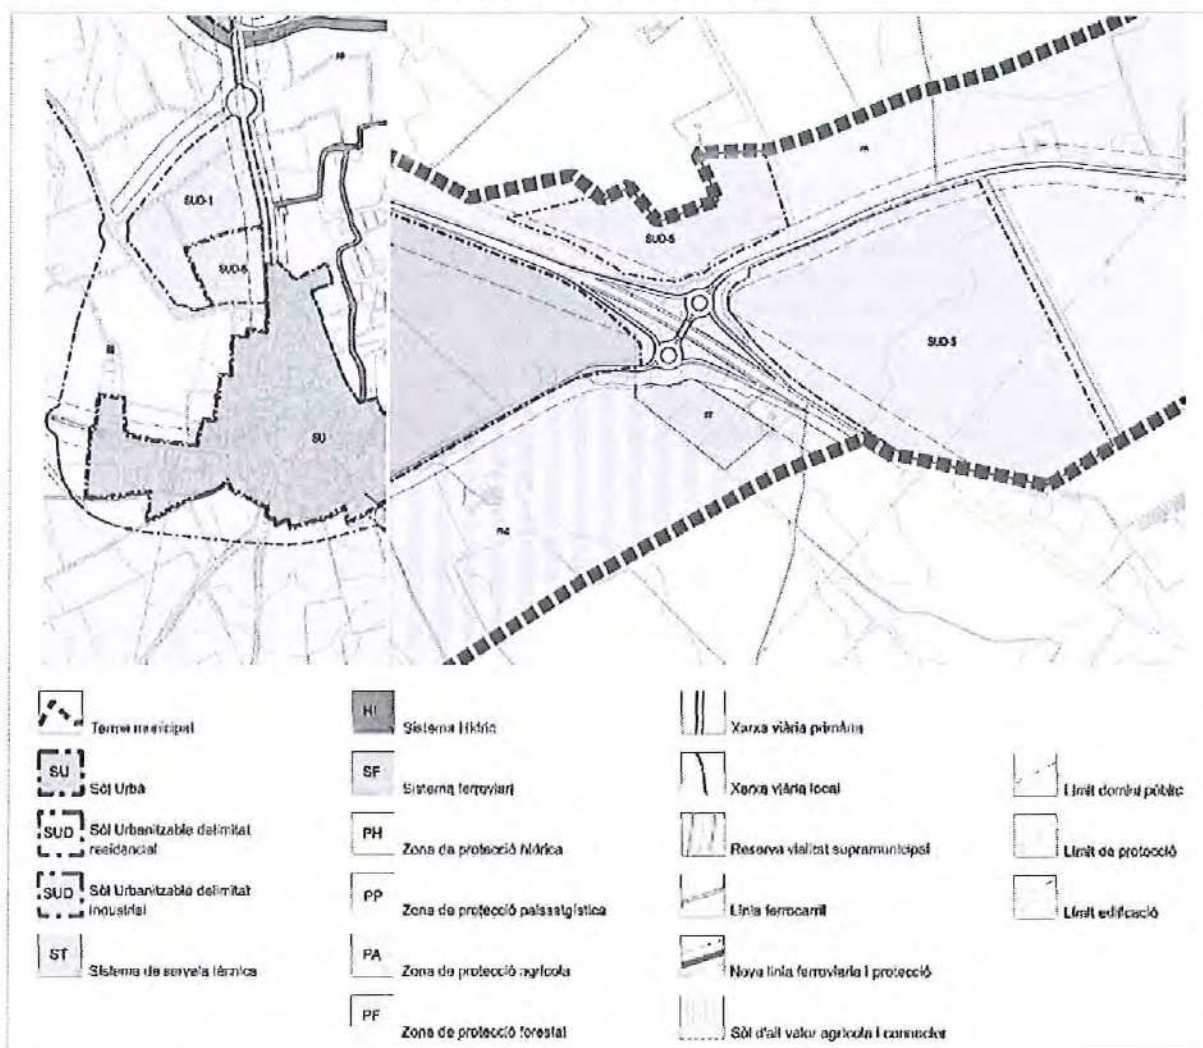 SUD-1
SUD-6
SU
SUD-5
SUD-3
ST
Terme municipal
SU
Sòl Urbà
SUD
Sòl Urbanitzable delimitat
residencial
SUD
Sòl Urbanitzable delimitat
industrial
ST
Sistema de serveis tècnics
HI
Sistema Hídric
SF
Sistema ferroviari
PH
Zona de protecció hídrica
PP
Zona de protecció paisatgística
PA
Zona de protecció agrícola
PF
Zona de protecció forestal
Xarxa viària primària
Xarxa viària local
Reserva vialitat supramunicipal
Línia ferrocarril
Nova línia ferroviària i protecció
Sòl d'alt valor agrícola i connector
Límit domini públic
Límit de protecció
Límit edificació